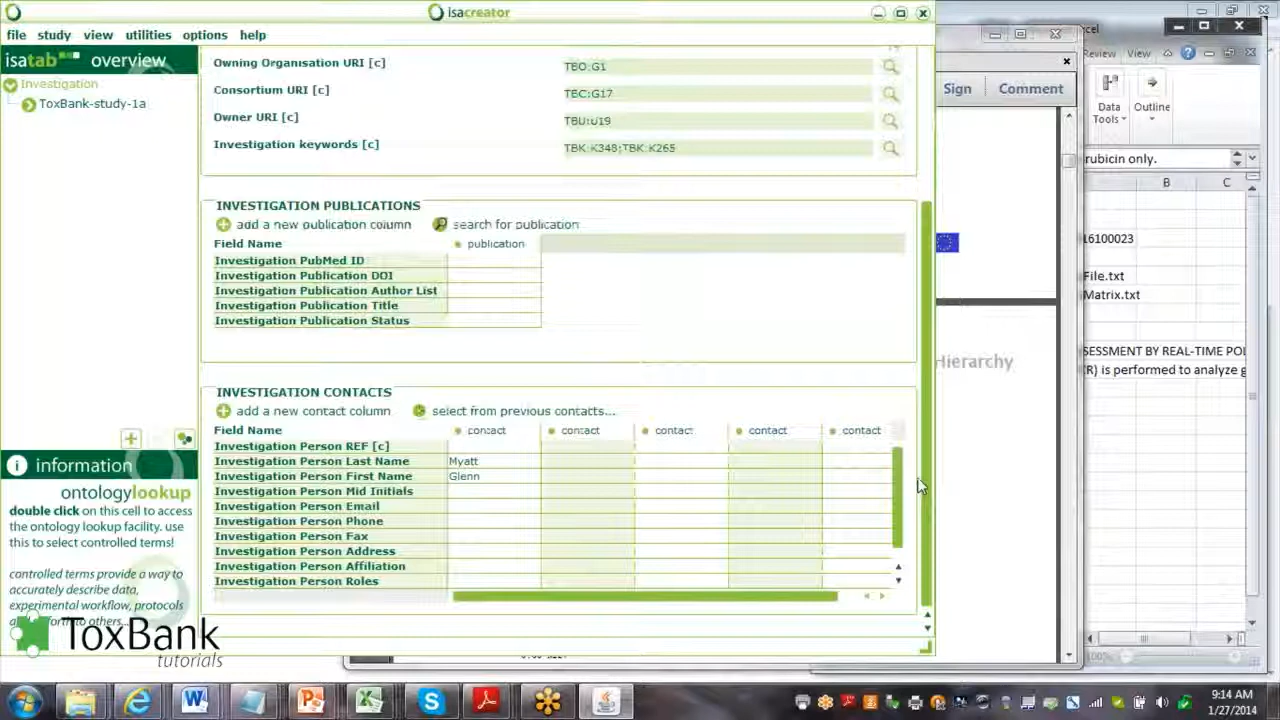 isacreator
file study view utilities options help
isatab overview
Investigation
ToxBank-study-1a
Owning Organisation URI [c] TBO:G1
Consortium URI [c] TBC:G17
Owner URI [c] TBU:U19
Investigation keywords [c] TBK:K348;TBK:K265
INVESTIGATION PUBLICATIONS
add a new publication column search for publication
Field Name publication
Investigation PubMed ID
Investigation Publication DOI
Investigation Publication Author List
Investigation Publication Title
Investigation Publication Status
INVESTIGATION CONTACTS
add a new contact column select from previous contacts...
Field Name contact contact contact contact contact
Investigation Person REF [c]
Investigation Person Last Name Myatt
Investigation Person First Name Glenn
Investigation Person Mid Initials
Investigation Person Email
Investigation Person Phone
Investigation Person Fax
Investigation Person Address
Investigation Person Affiliation
Investigation Person Roles
information
ontologylookup
double click on this cell to access
the ontology lookup facility. use
this to select controlled terms!
controlled terms provide a way to
accurately describe data,
experimental workflow, protocols
to others...
ToxBank
tutorials
Sign Comment
Hierarchy
Review View
Data Tools Outline
rubicin only.
B C
16100023
File.txt
Matrix.txt
SESSMENT BY REAL-TIME POL
R) is performed to analyze g
100%
9:14 AM
1/27/2014